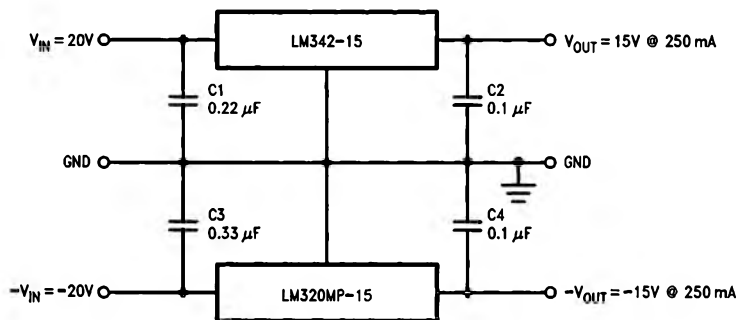 V_IN = 20V
LM342-15
V_OUT = 15V @ 250 mA
C1
0.22 μF
C2
0.1 μF
GND
GND
C3
0.33 μF
C4
0.1 μF
-V_IN = -20V
LM320MP-15
-V_OUT = -15V @ 250 mA